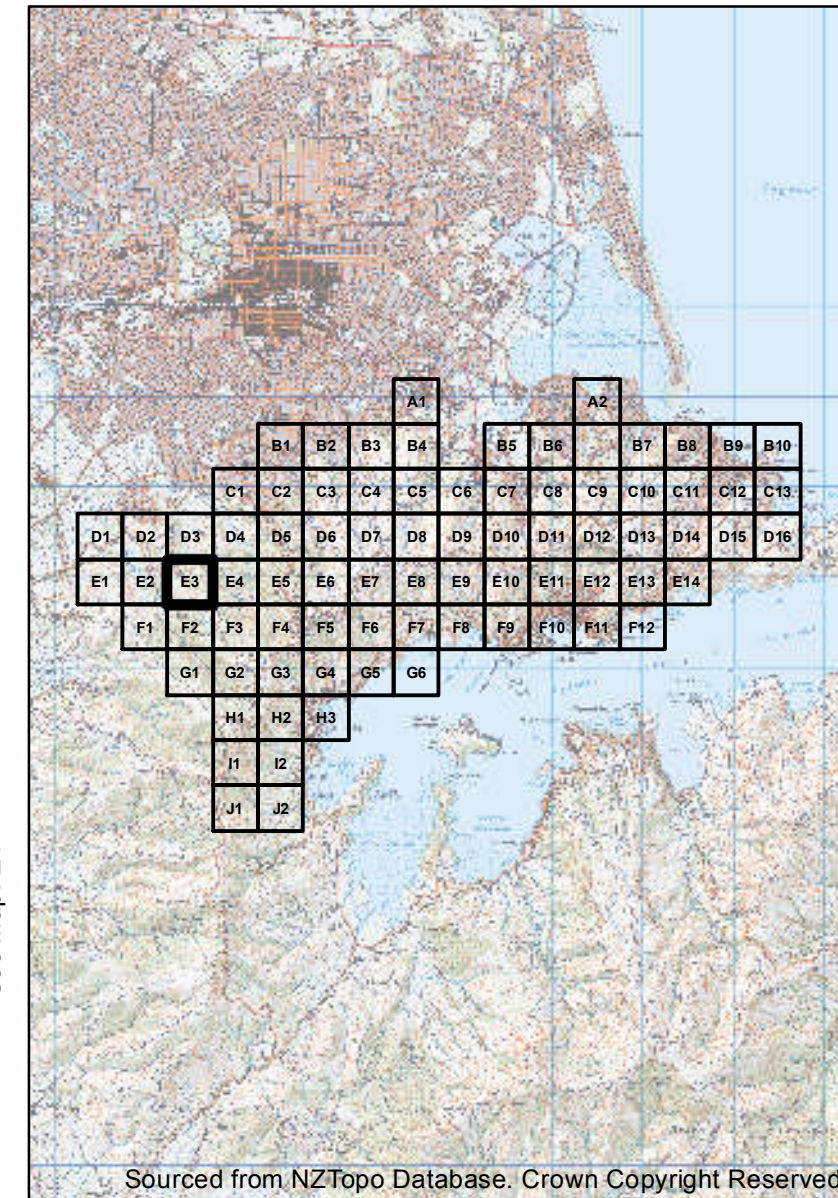 A1 A2
B1 B2 B3 B4 B5 B6 B7 B8 B9 B10
C1 C2 C3 C4 C5 C6 C7 C8 C9 C10 C11 C12 C13
D1 D2 D3 D4 D5 D6 D7 D8 D9 D10 D11 D12 D13 D14 D15 D16
E1 E2 E3 E4 E5 E6 E7 E8 E9 E10 E11 E12 E13 E14
F1 F2 F3 F4 F5 F6 F7 F8 F9 F10 F11 F12
G1 G2 G3 G4 G5 G6
H1 H2 H3
I1 I2
J1 J2
Sourced from NZTopo Database. Crown Copyright Reserved